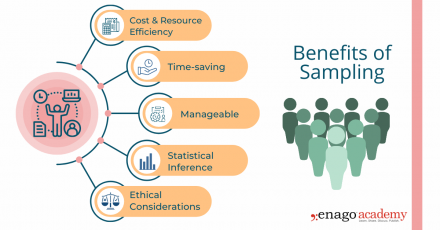 Cost & Resource
Efficiency
Time-saving
Manageable
Statistical
Inference
Ethical
Considerations
Benefits of
Sampling
enago academy